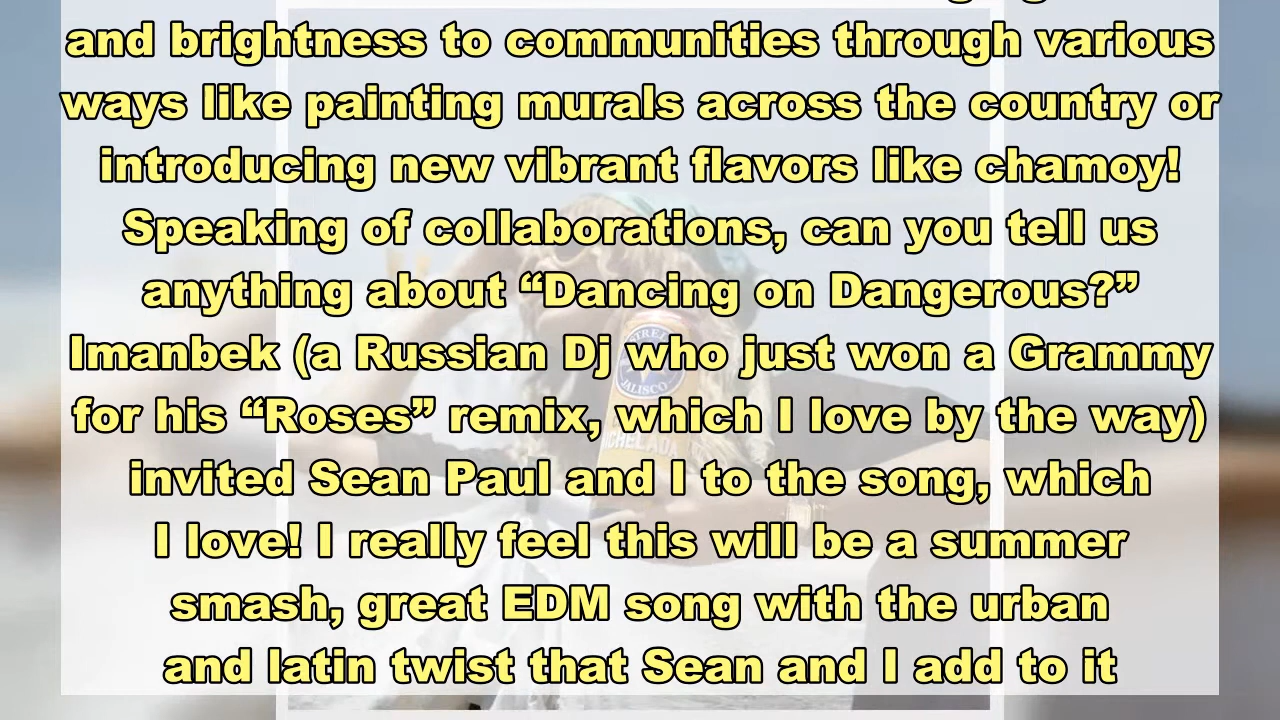 and brightness to communities through various
ways like painting murals across the country or
introducing new vibrant flavors like chamoy!
Speaking of collaborations, can you tell us
anything about “Dancing on Dangerous?”
Imanbek (a Russian Dj who just won a Grammy
for his “Roses” remix, which I love by the way)
invited Sean Paul and I to the song, which
I love! I really feel this will be a summer
smash, great EDM song with the urban
and latin twist that Sean and I add to it
JALISCO